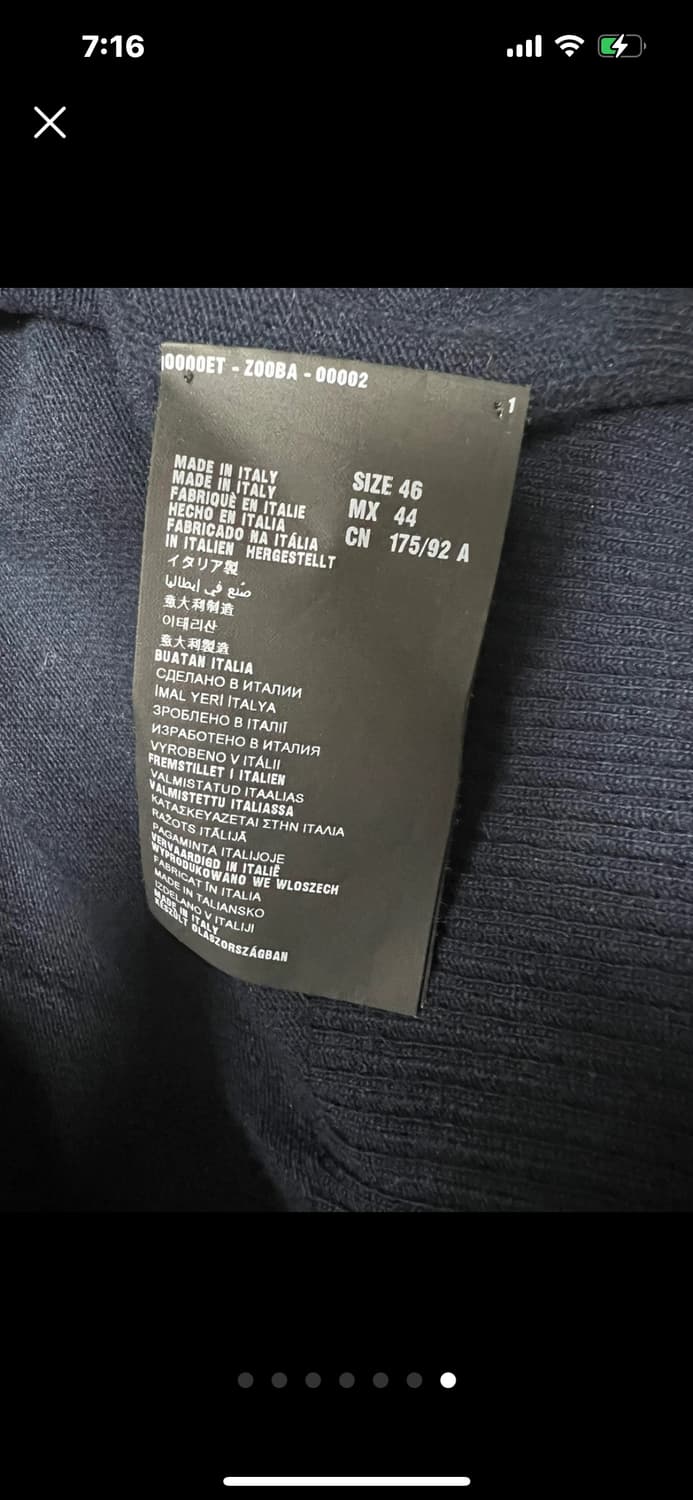 7:16
0000ET - Z00BA - 00002
1
MADE IN ITALY
MADE IN ITALY
FABRIQUÈ EN ITALIE
HECHO EN ITALIA
FABRICADO NA ITÁLIA
IN ITALIEN HERGESTELLT
イタリア製
صُنع في إيطاليا
意大利制造
이태리산
意大利製造
BUATAN ITALIA
СДЕЛАНО В ИТАЛИИ
İMAL YERİ İTALYA
ЗРОБЛЕНО В ІТАЛІЇ
ИЗРАБОТЕНО В ИТАЛИЯ
VYROBENO V ITÁLII
FREMSTILLET I ITALIEN
VALMISTATUD ITAALIAS
VALMISTETTU ITALIASSA
ΚΑΤΑΣΚΕΥΑΖΕΤΑΙ ΣΤΗΝ ΙΤΑΛΙΑ
RAŽOTS ITĀLIJĀ
PAGAMINTA ITALIJOJE
VERVAARDIGD IN ITALIË
WYPRODUKOWANO WE WLOSZECH
FABRICAT ÎN ITALIA
MADE IN TALIANSKO
IZDELANO V ITALIJI
MADE IN ITALY
KÉSZÜLT OLASZORSZÁGBAN
SIZE 46
MX 44
CN 175/92 A